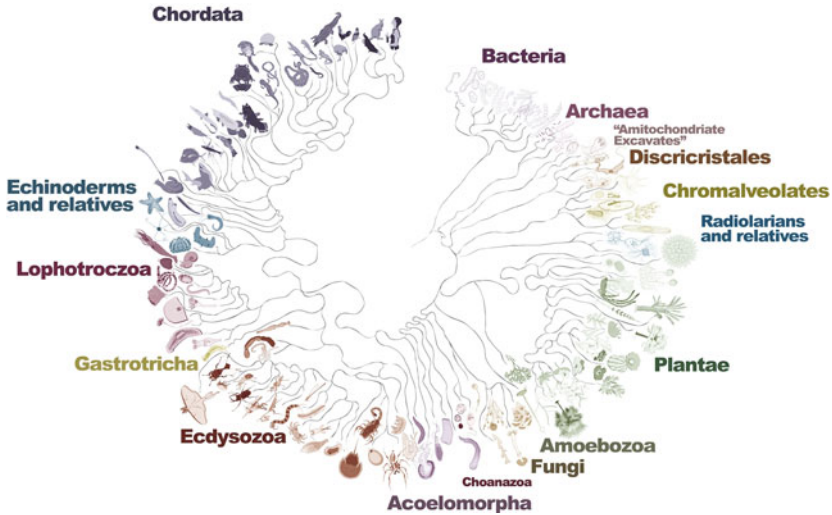 Chordata
Bacteria
Archaea
"Amitochondriate
Excavates"
Discricristales
Chromalveolates
Radiolarians
and relatives
Echinoderms
and relatives
Lophotroczoa
Gastrotricha
Plantae
Ecdysozoa
Amoebozoa
Fungi
Choanazoa
Acoelomorpha